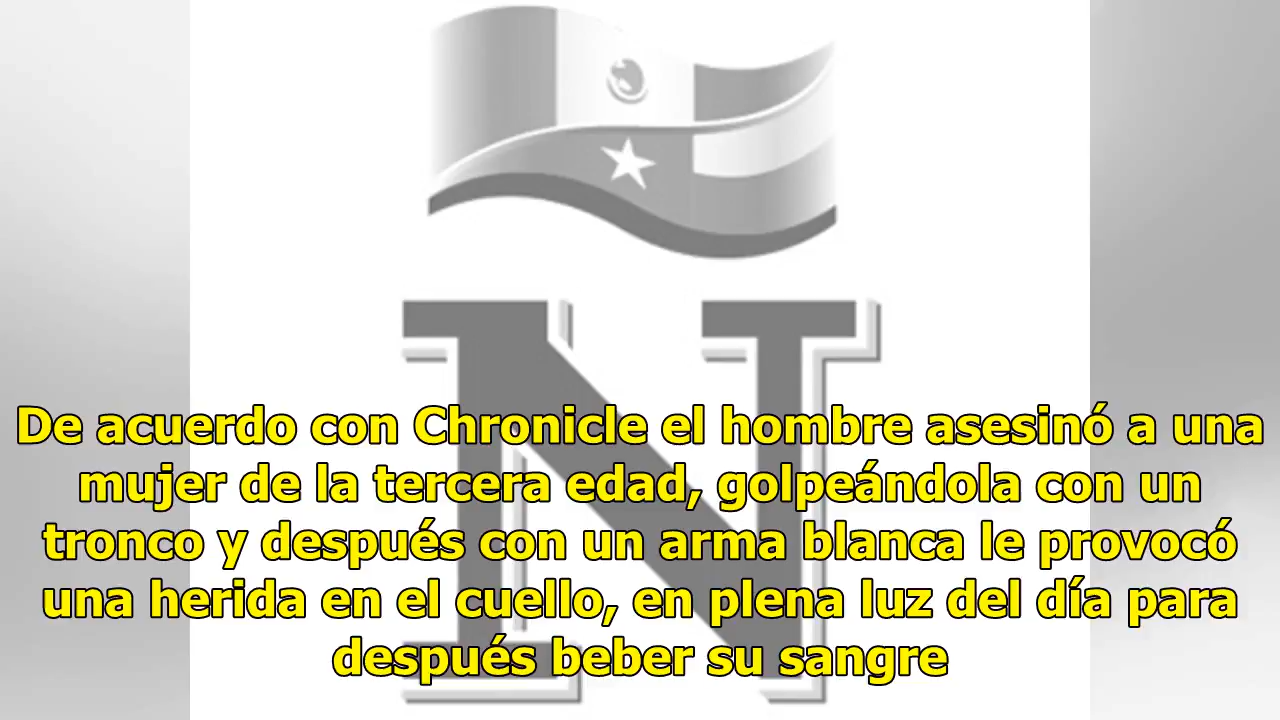 N
De acuerdo con Chronicle el hombre asesinó a una
mujer de la tercera edad, golpeándola con un
tronco y después con un arma blanca le provocó
una herida en el cuello, en plena luz del día para
después beber su sangre